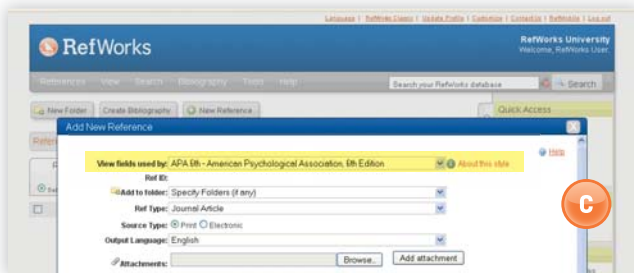 Language | RefWorks Classic | Update Profile | Customize | Contact Us | RefMobile | Log out
RefWorks
RefWorks University
Welcome, RefWorks User.
References View Search Bibliography Tools Help
Search your RefWorks database
Search
New Folder
Create Bibliography
New Reference
Quick Access
Add New Reference
Help
View fields used by: APA 6th - American Psychological Association, 6th Edition
About this style
Ref ID:
Add to folder: Specify Folders (if any)
Ref Type: Journal Article
Source Type: Print Electronic
C
Output Language: English
Attachments:
Browse..
Add attachment